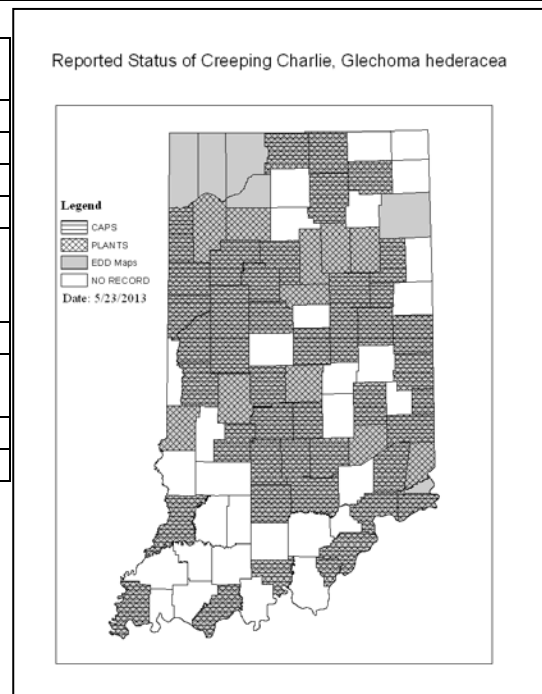 Reported Status of Creeping Charlie, Glechoma hederacea
Legend
CAPS
PLANTS
EDD Maps
NO RECORD
Date: 5/23/2013